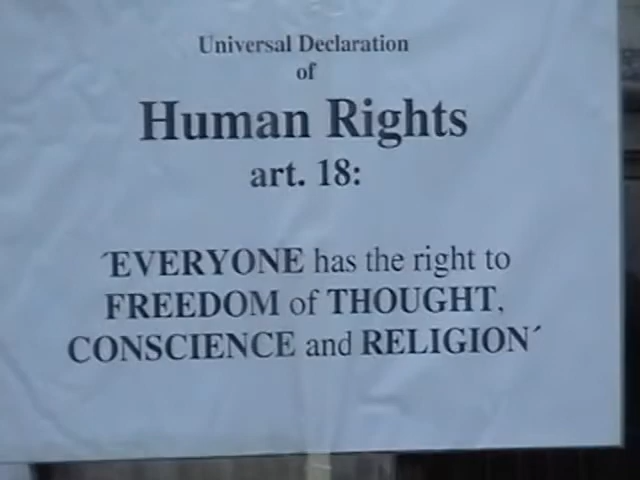 Universal Declaration
of
Human Rights
art. 18:
´EVERYONE has the right to
FREEDOM of THOUGHT,
CONSCIENCE and RELIGION´